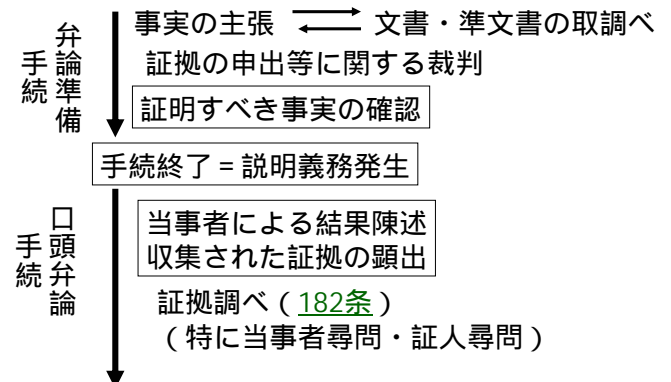 弁論準備
手続
事実の主張 文書・準文書の取調べ
証拠の申出等に関する裁判
証明すべき事実の確認
手続終了=説明義務発生
口頭弁論
手続
当事者による結果陳述
収集された証拠の顕出
証拠調べ(182条)
(特に当事者尋問・証人尋問)